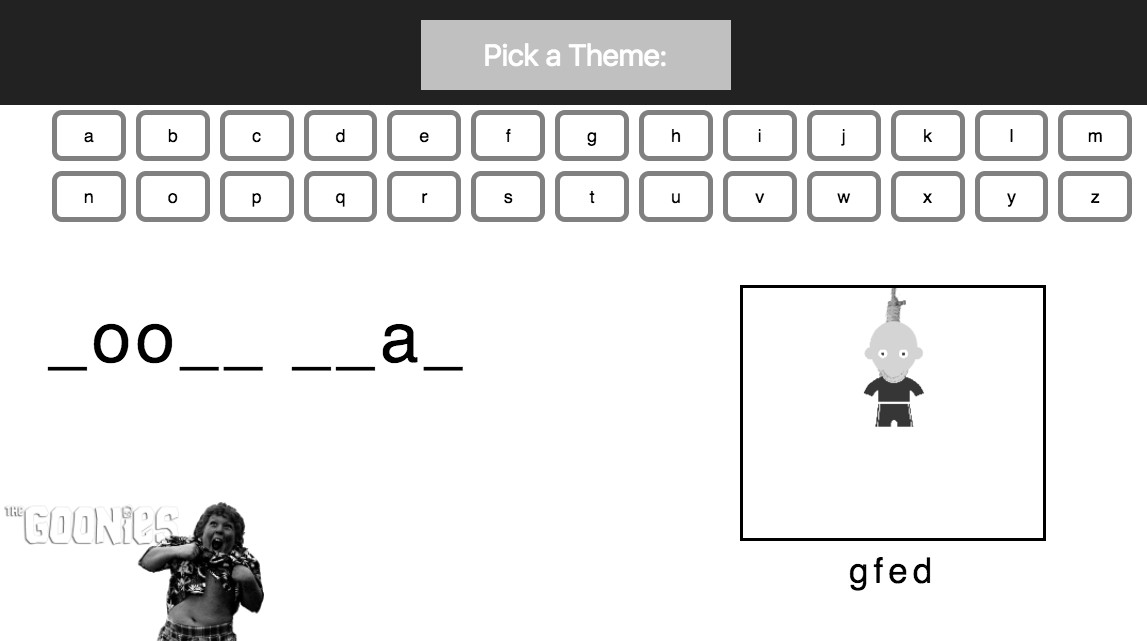 Pick a Theme:
a b c d e f g h i j k l m
n o p q r s t u v w x y z
_oo__ __a_
THE GOONiES
gfed